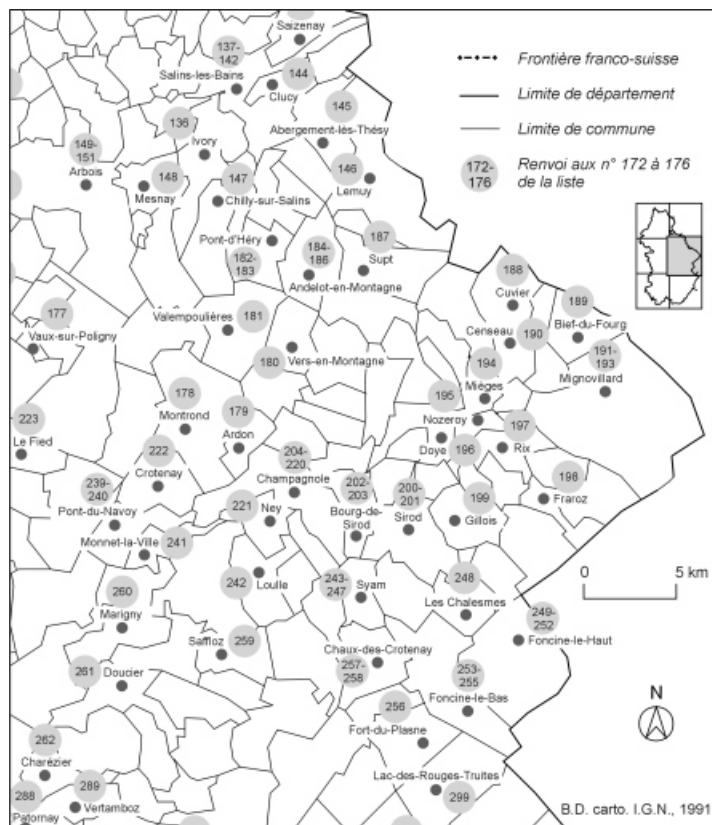 Saizenay
137-
142
Salins-les-Bains
144
Clucy
145
Abergement-lès-Thésy
136
Ivory
149-
151
Arbois
148
Mesnay
147
Chilly-sur-Salins
146
Lemuy
Pont-d'Héry
182-
183
184-
186
Andelot-en-Montagne
187
Supt
188
Cuvier
189
Bief-du-Fourg
177
Vaux-sur-Poligny
Valempoulières
181
180
Vers-en-Montagne
Censeau
190
191-
193
Mignovillard
194
Mièges
178
Montrond
179
Ardon
195
Nozeroy
197
Rix
223
Le Fied
222
Crotenay
204-
220
Champagnole
Doye
196
198
Fraroz
239-
240
Pont-du-Navoy
202-
203
Bourg-de-
Sirod
200-
201
Sirod
199
Gillois
221
Ney
Monnet-la-Ville
241
242
Loulle
243-
247
Syam
248
Les Chalesmes
260
Marigny
249-
252
Foncine-le-Haut
Saffloz
259
Chaux-des-Crotenay
257-
258
253-
255
Foncine-le-Bas
261
Doucier
256
Fort-du-Plasne
262
Charézier
Lac-des-Rouges-Truites
299
288
Patornay
289
Vertamboz
Frontière franco-suisse
Limite de département
Limite de commune
172-
176
Renvoi aux n° 172 à 176
de la liste
0 5 km
N
B.D. carto. I.G.N., 1991